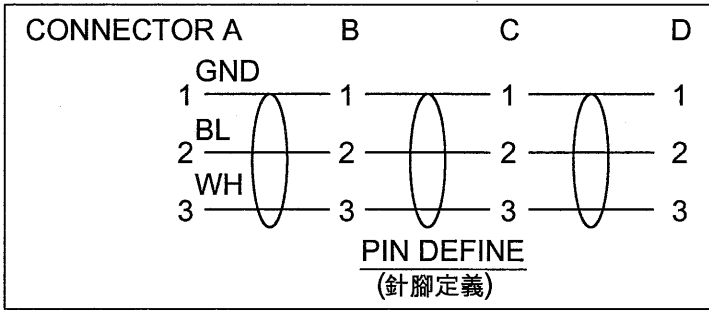 CONNECTOR A B C D
GND
1 1 1 1
BL
2 2 2 2
WH
3 3 3 3
PIN DEFINE
(針腳定義)